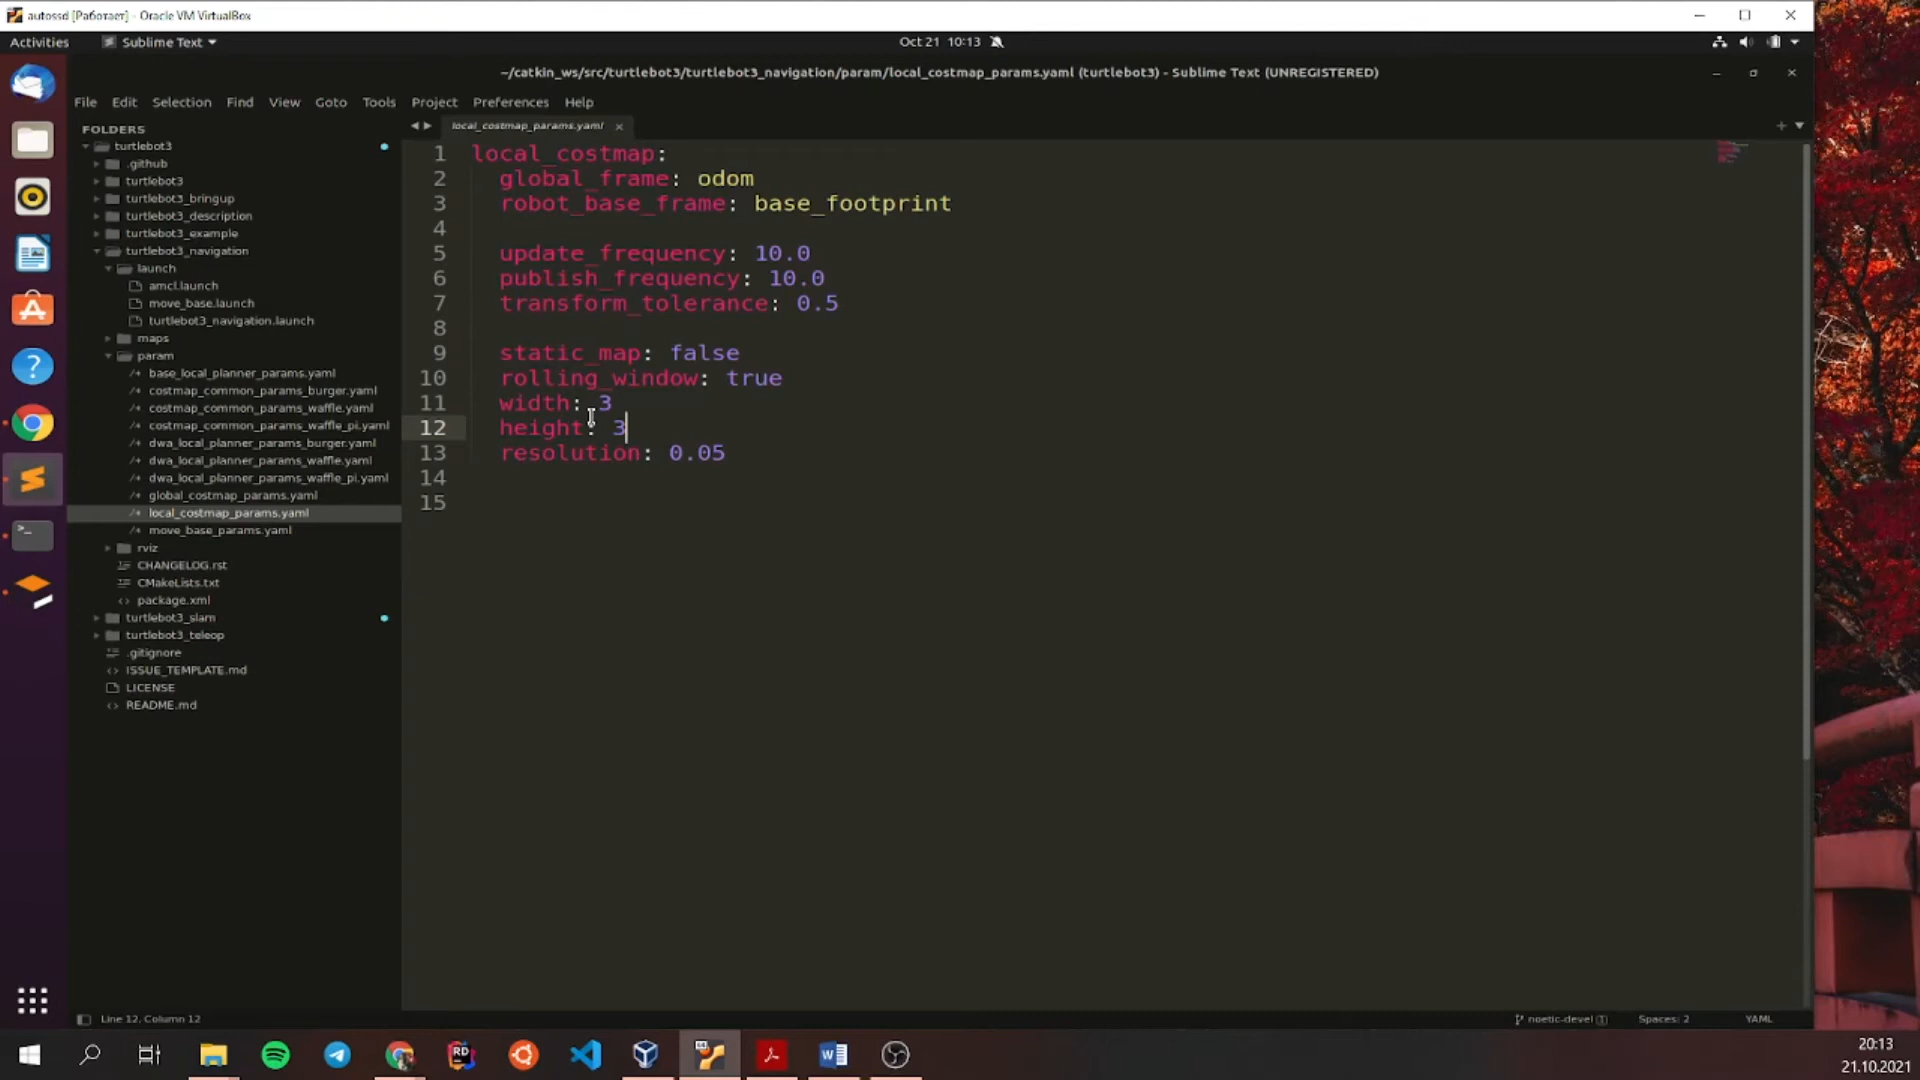 autossd [Работает] - Oracle VM VirtualBox
Activities
Sublime Text
Oct 21 10:13
~/catkin_ws/src/turtlebot3/turtlebot3_navigation/param/local_costmap_params.yaml (turtlebot3) - Sublime Text (UNREGISTERED)
File Edit Selection Find View Goto Tools Project Preferences Help
FOLDERS
turtlebot3
.github
turtlebot3
turtlebot3_bringup
turtlebot3_description
turtlebot3_example
turtlebot3_navigation
launch
amcl.launch
move_base.launch
turtlebot3_navigation.launch
maps
param
base_local_planner_params.yaml
costmap_common_params_burger.yaml
costmap_common_params_waffle.yaml
costmap_common_params_waffle_pi.yaml
dwa_local_planner_params_burger.yaml
dwa_local_planner_params_waffle.yaml
dwa_local_planner_params_waffle_pi.yaml
global_costmap_params.yaml
local_costmap_params.yaml
move_base_params.yaml
rviz
CHANGELOG.rst
CMakeLists.txt
package.xml
turtlebot3_slam
turtlebot3_teleop
.gitignore
ISSUE_TEMPLATE.md
LICENSE
README.md
local_costmap_params.yaml
1 local_costmap:
2 global_frame: odom
3 robot_base_frame: base_footprint
4
5 update_frequency: 10.0
6 publish_frequency: 10.0
7 transform_tolerance: 0.5
8
9 static_map: false
10 rolling_window: true
11 width: 3
12 height: 3
13 resolution: 0.05
14
15
Line 12, Column 12
noetic-devel
Spaces: 2
YAML
20:13
21.10.2021